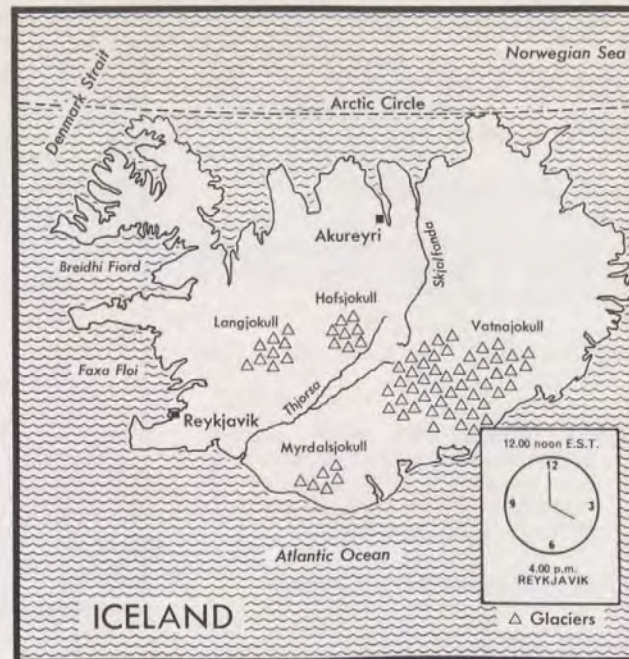 Norwegian Sea
Denmark Strait
Arctic Circle
Akureyri
Skjalfonda
Breidhi Fiord
Hofsjokull
Langjokull
Vatnajokull
Faxa Floi
Thjorsa
Reykjavik
Myrdalsjokull
12.00 noon E.S.T.
12
9
3
6
4.00 p.m.
REYKJAVIK
Atlantic Ocean
ICELAND
△ Glaciers